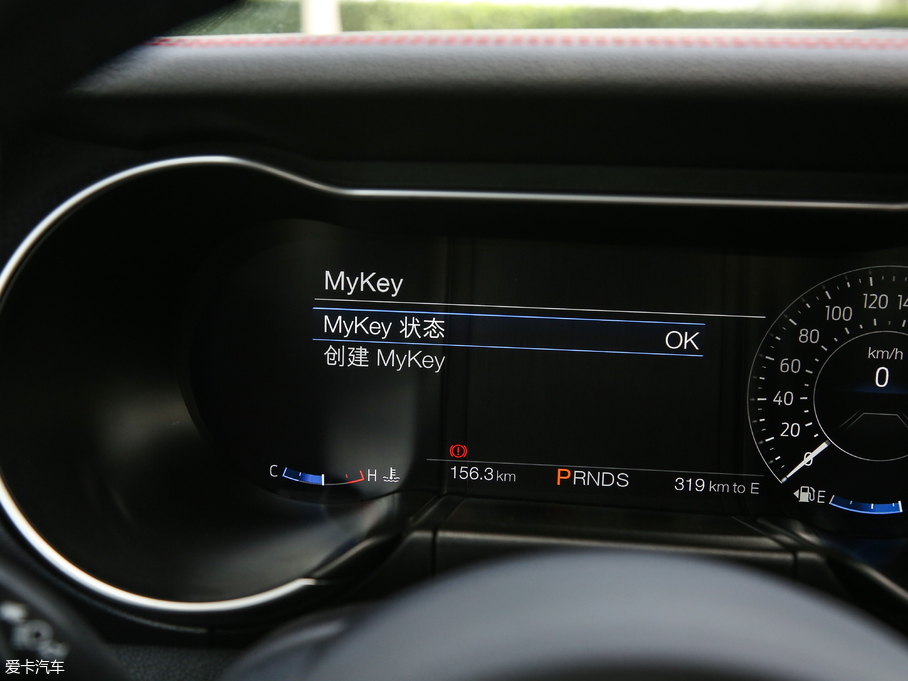 MyKey
MyKey 状态
OK
创建 MyKey
C
H
156.3 km
PRNDS
319 km to E
120
100
80
60
40
20
0
km/h
0
E
爱卡汽车